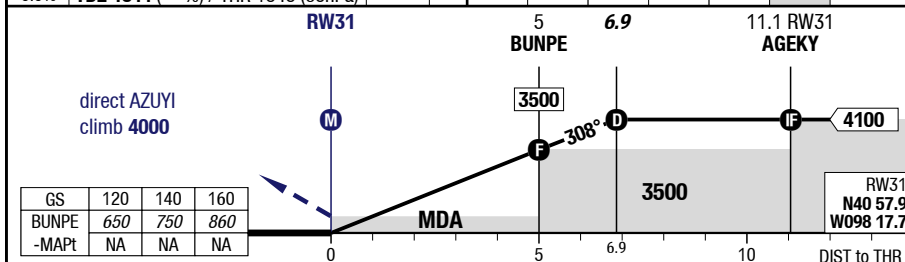 RW31 5 6.9 11.1 RW31
BUNPE AGEKY
direct AZUYI
climb 4000
3500
M D IF 4100
308°
F
3500
MDA
GS 120 140 160
BUNPE 650 750 860
-MAPt NA NA NA
RW31
N40 57.9
W098 17.7
0 5 6.9 10 DIST to THR